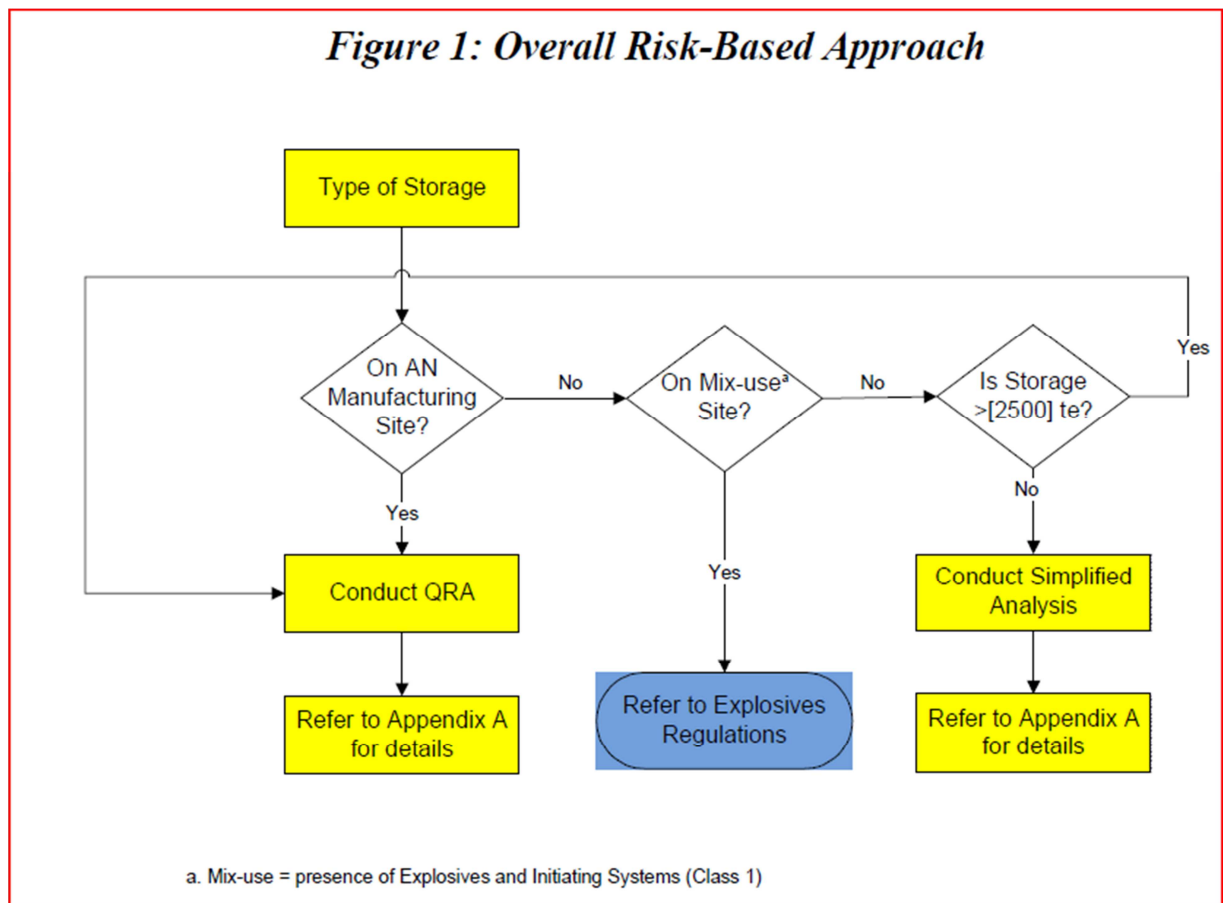 Figure 1: Overall Risk-Based Approach
Type of Storage
On AN
Manufacturing
Site?
No
On Mix-useª
Site?
No
Is Storage
>[2500] te?
Yes
Yes
Yes
No
Conduct QRA
Conduct Simplified
Analysis
Refer to Appendix A
for details
Refer to Explosives
Regulations
Refer to Appendix A
for details
a. Mix-use = presence of Explosives and Initiating Systems (Class 1)